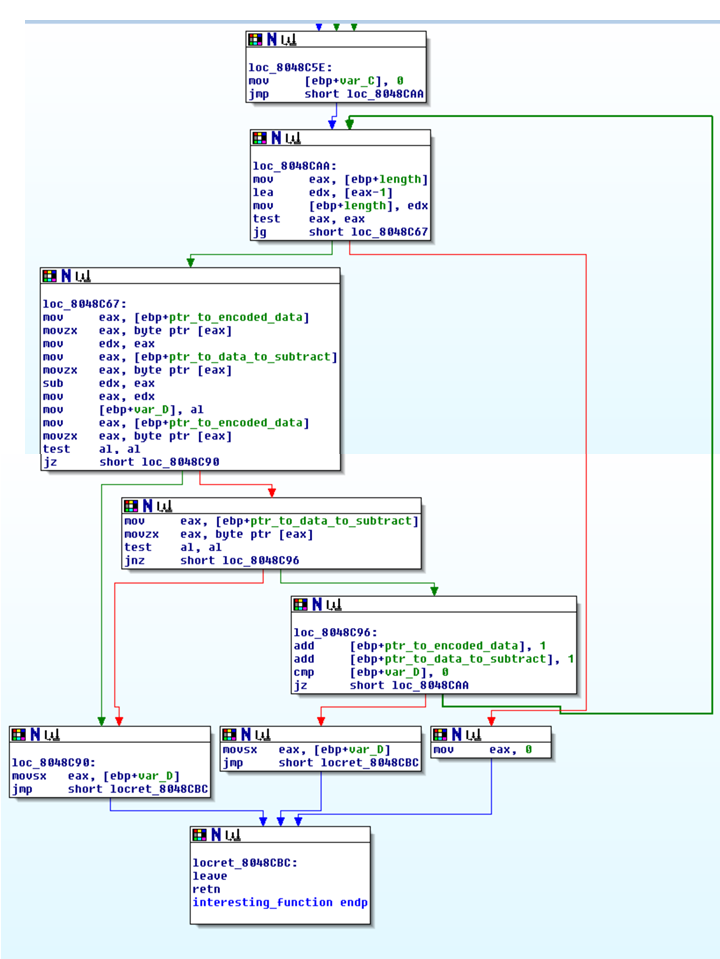 loc_8048C5E:
mov [ebp+var_C], 0
jmp short loc_8048CAA
loc_8048CAA:
mov eax, [ebp+length]
lea edx, [eax-1]
mov [ebp+length], edx
test eax, eax
jg short loc_8048C67
loc_8048C67:
mov eax, [ebp+ptr_to_encoded_data]
movzx eax, byte ptr [eax]
mov edx, eax
mov eax, [ebp+ptr_to_data_to_subtract]
movzx eax, byte ptr [eax]
sub edx, eax
mov eax, edx
mov [ebp+var_D], al
mov eax, [ebp+ptr_to_encoded_data]
movzx eax, byte ptr [eax]
test al, al
jz short loc_8048C90
mov eax, [ebp+ptr_to_data_to_subtract]
movzx eax, byte ptr [eax]
test al, al
jnz short loc_8048C96
loc_8048C96:
add [ebp+ptr_to_encoded_data], 1
add [ebp+ptr_to_data_to_subtract], 1
cmp [ebp+var_D], 0
jz short loc_8048CAA
loc_8048C90:
movsx eax, [ebp+var_D]
jmp short locret_8048CBC
movsx eax, [ebp+var_D]
jmp short locret_8048CBC
mov eax, 0
locret_8048CBC:
leave
retn
interesting_function endp